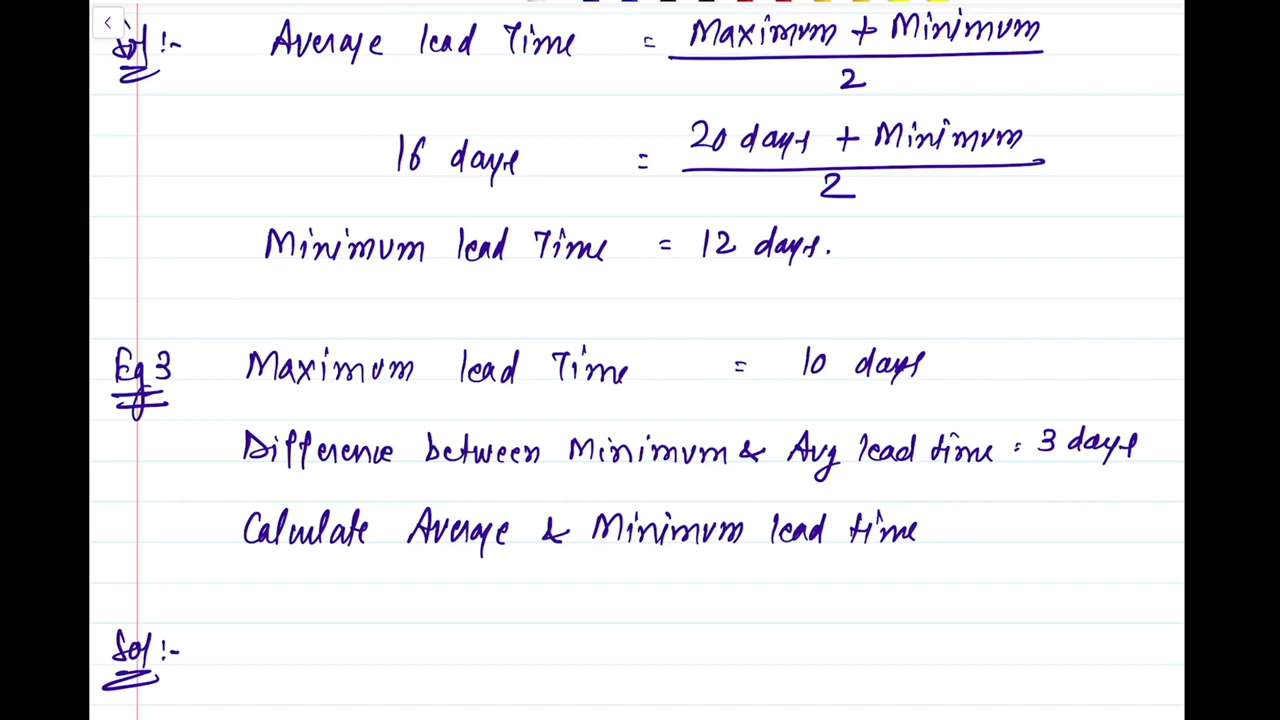 Sol :- Average lead Time = Maximum + Minimum
2
16 days = 20 days + Minimum
2
Minimum lead Time = 12 days.
Eg 3 Maximum lead Time = 10 days
Difference between Minimum & Avg lead time = 3 days
Calculate Average & Minimum lead time
Sol :-